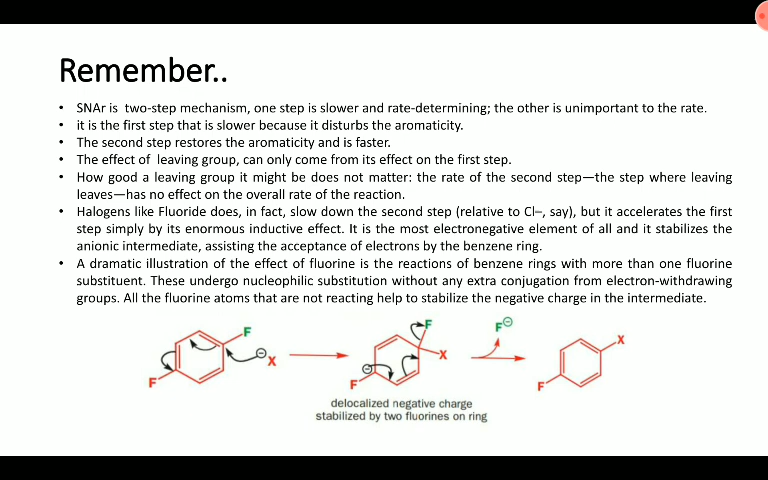 Remember..
• SNAr is two-step mechanism, one step is slower and rate-determining; the other is unimportant to the rate.
• it is the first step that is slower because it disturbs the aromaticity.
• The second step restores the aromaticity and is faster.
• The effect of leaving group, can only come from its effect on the first step.
• How good a leaving group it might be does not matter: the rate of the second step—the step where leaving
leaves—has no effect on the overall rate of the reaction.
• Halogens like Fluoride does, in fact, slow down the second step (relative to Cl–, say), but it accelerates the first
step simply by its enormous inductive effect. It is the most electronegative element of all and it stabilizes the
anionic intermediate, assisting the acceptance of electrons by the benzene ring.
• A dramatic illustration of the effect of fluorine is the reactions of benzene rings with more than one fluorine
substituent. These undergo nucleophilic substitution without any extra conjugation from electron-withdrawing
groups. All the fluorine atoms that are not reacting help to stabilize the negative charge in the intermediate.
F ⊖ X F
F ⊖ X F
F⊖
X F
delocalized negative charge
stabilized by two fluorines on ring